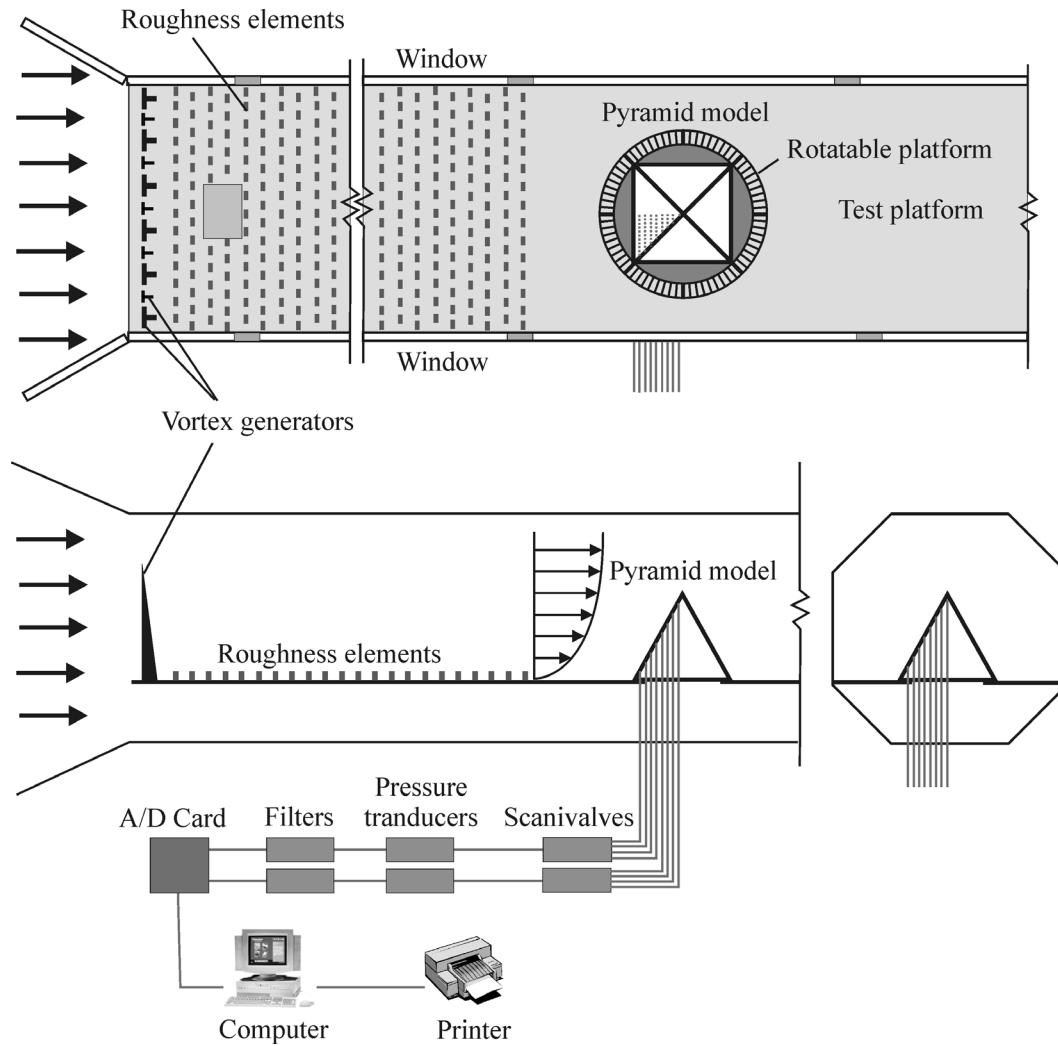 Roughness elements
Window
Pyramid model
Rotatable platform
Test platform
Window
Vortex generators
Pyramid model
Roughness elements
Pressure
tranducers
A/D Card
Filters
Scanivalves
Computer
Printer